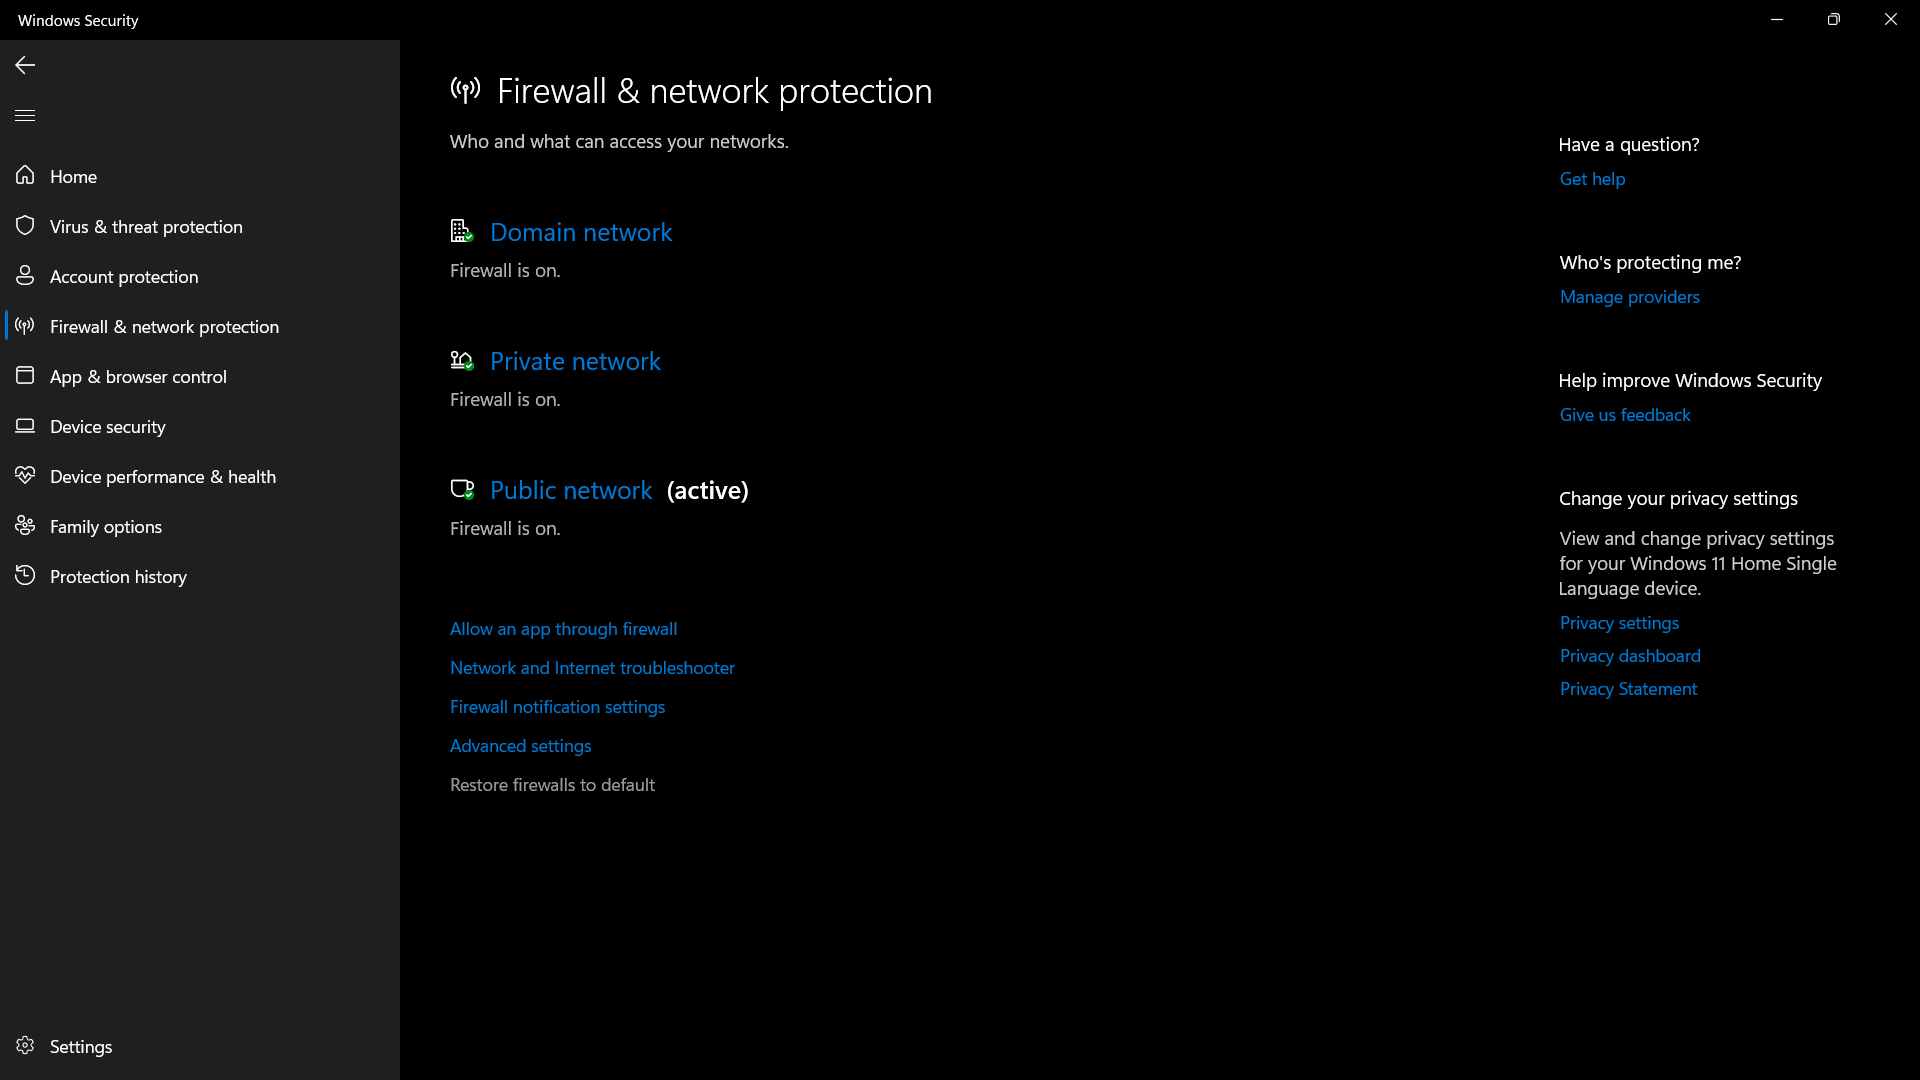 Windows Security
Home
Virus & threat protection
Account protection
Firewall & network protection
App & browser control
Device security
Device performance & health
Family options
Protection history
Settings
Firewall & network protection
Who and what can access your networks.
Domain network
Firewall is on.
Private network
Firewall is on.
Public network (active)
Firewall is on.
Allow an app through firewall
Network and Internet troubleshooter
Firewall notification settings
Advanced settings
Restore firewalls to default
Have a question?
Get help
Who's protecting me?
Manage providers
Help improve Windows Security
Give us feedback
Change your privacy settings
View and change privacy settings
for your Windows 11 Home Single
Language device.
Privacy settings
Privacy dashboard
Privacy Statement